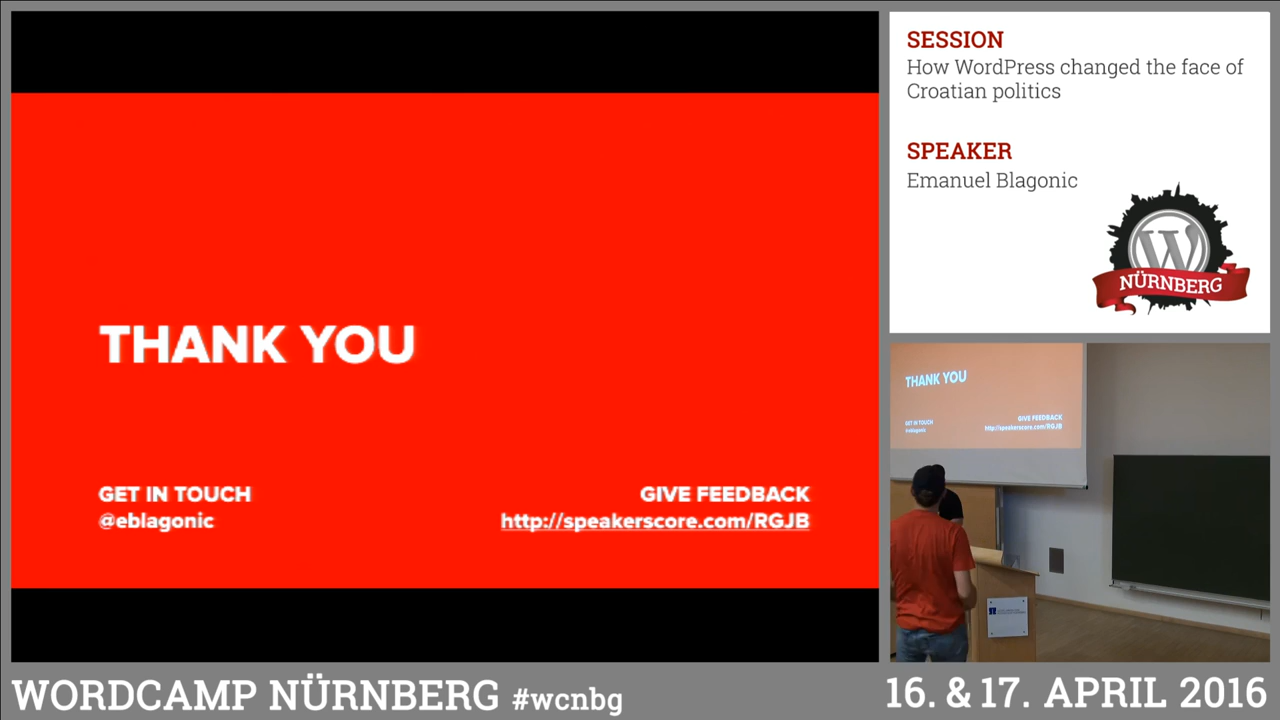 THANK YOU
GET IN TOUCH
@eblagonic
GIVE FEEDBACK
http://speakerscore.com/RGJB
SESSION
How WordPress changed the face of
Croatian politics
SPEAKER
Emanuel Blagonic
W
NÜRNBERG
THANK YOU
GET IN TOUCH
@eblagonic
GIVE FEEDBACK
http://speakerscore.com/RGJB
WORDCAMP NÜRNBERG #wcnbg
16. & 17. APRIL 2016